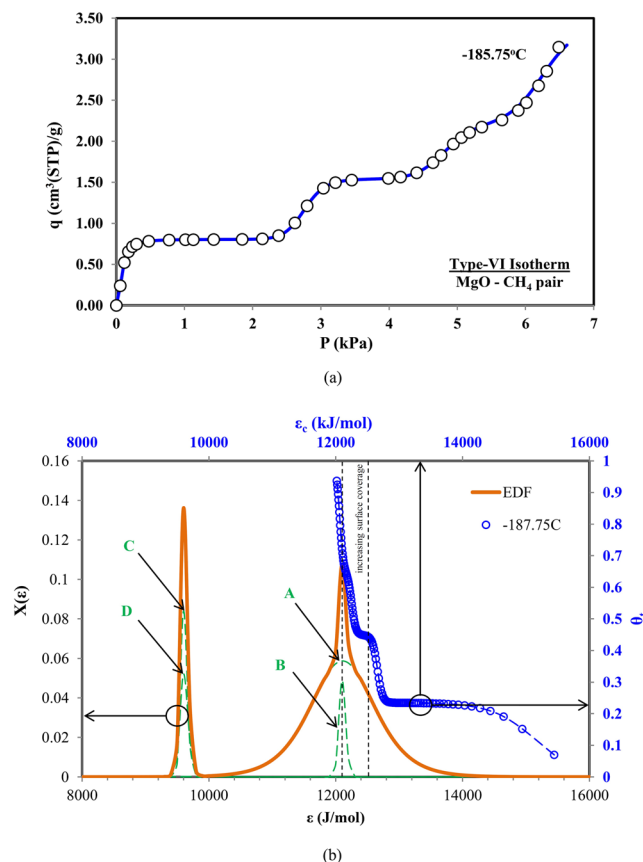 3.50
3.00
2.50
2.00
1.50
1.00
0.50
0.00
q (cm³(STP)/g)
-185.75°C
Type-VI Isotherm
MgO - CH₄ pair
0 1 2 3 4 5 6 7
P (kPa)
(a)
εc (kJ/mol)
8000 10000 12000 14000 16000
0.16
0.14
0.12
0.1
0.08
0.06
0.04
0.02
0
X(ε)
C
D
A
B
increasing surface coverage
EDF
-187.75C
1
0.9
0.8
0.7
0.6
0.5
0.4
0.3
0.2
0.1
0
8000 10000 12000 14000 16000
ε (J/mol)
(b)